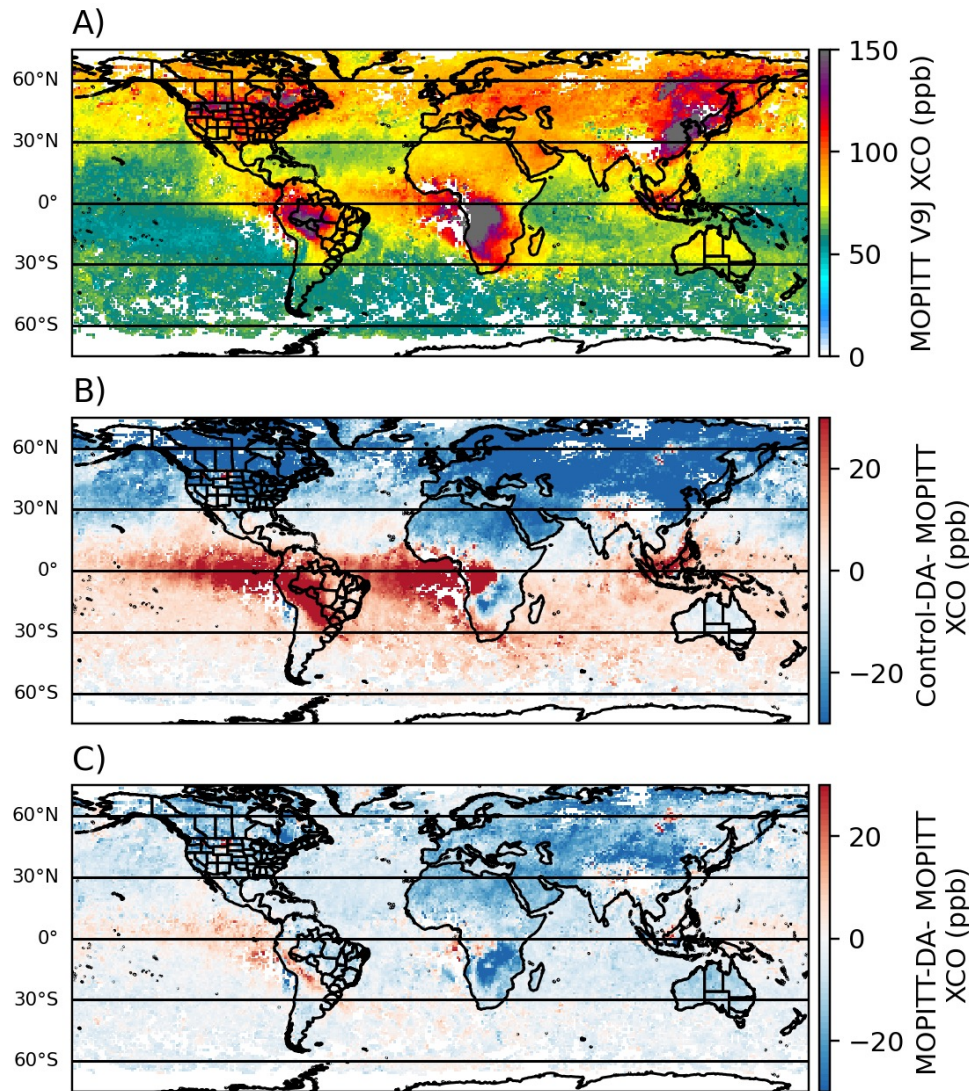 A)
60°N
30°N
0°
30°S
60°S
150
100
50
0
MOPITT V9J XCO (ppb)
B)
60°N
30°N
0°
30°S
60°S
20
0
−20
Control-DA- MOPITT
XCO (ppb)
C)
60°N
30°N
0°
30°S
60°S
20
0
−20
MOPITT-DA- MOPITT
XCO (ppb)